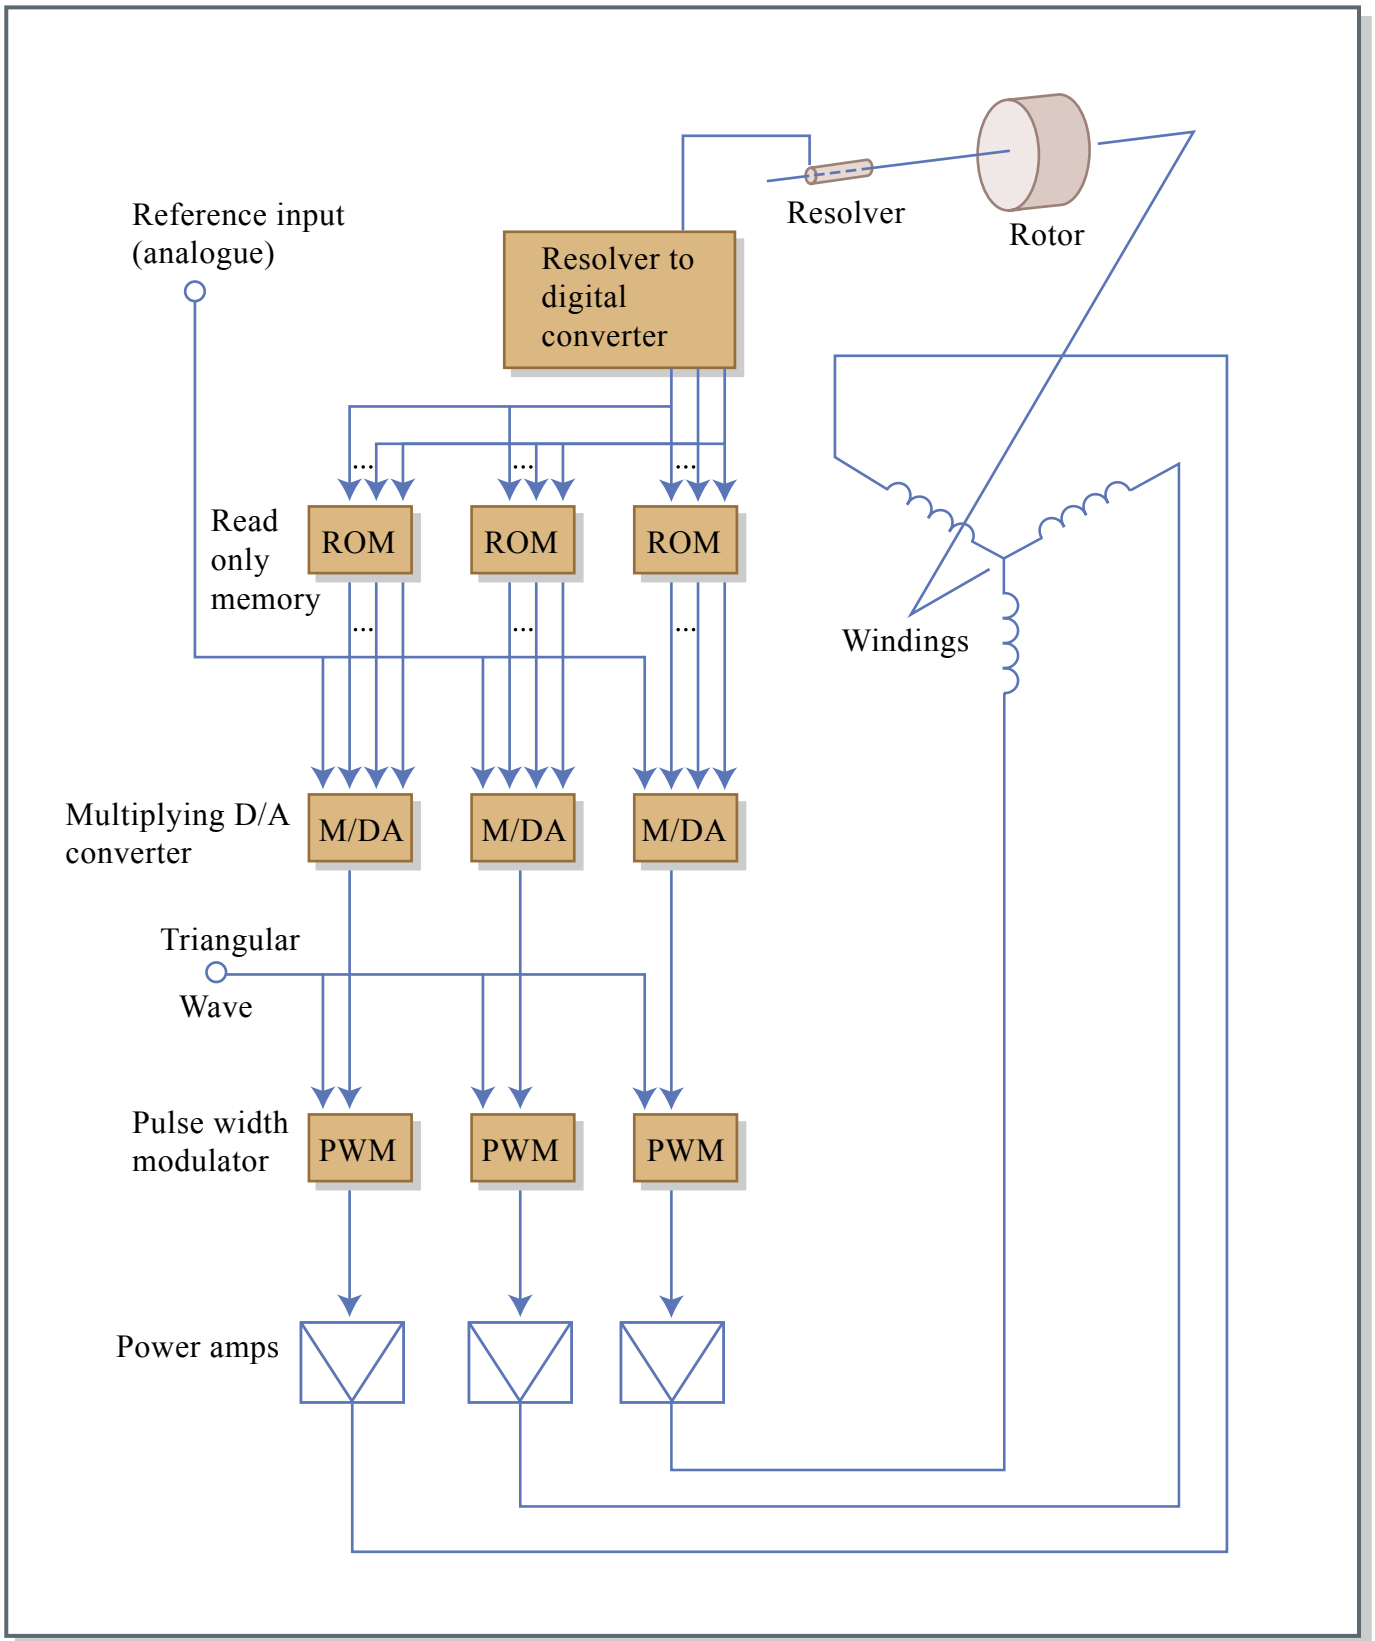 Resolver
Rotor
Reference input
(analogue)
Resolver to
digital
converter
...
...
...
Read
only
memory
ROM
ROM
ROM
...
...
...
Windings
Multiplying D/A
converter
M/DA
M/DA
M/DA
Triangular
Wave
Pulse width
modulator
PWM
PWM
PWM
Power amps